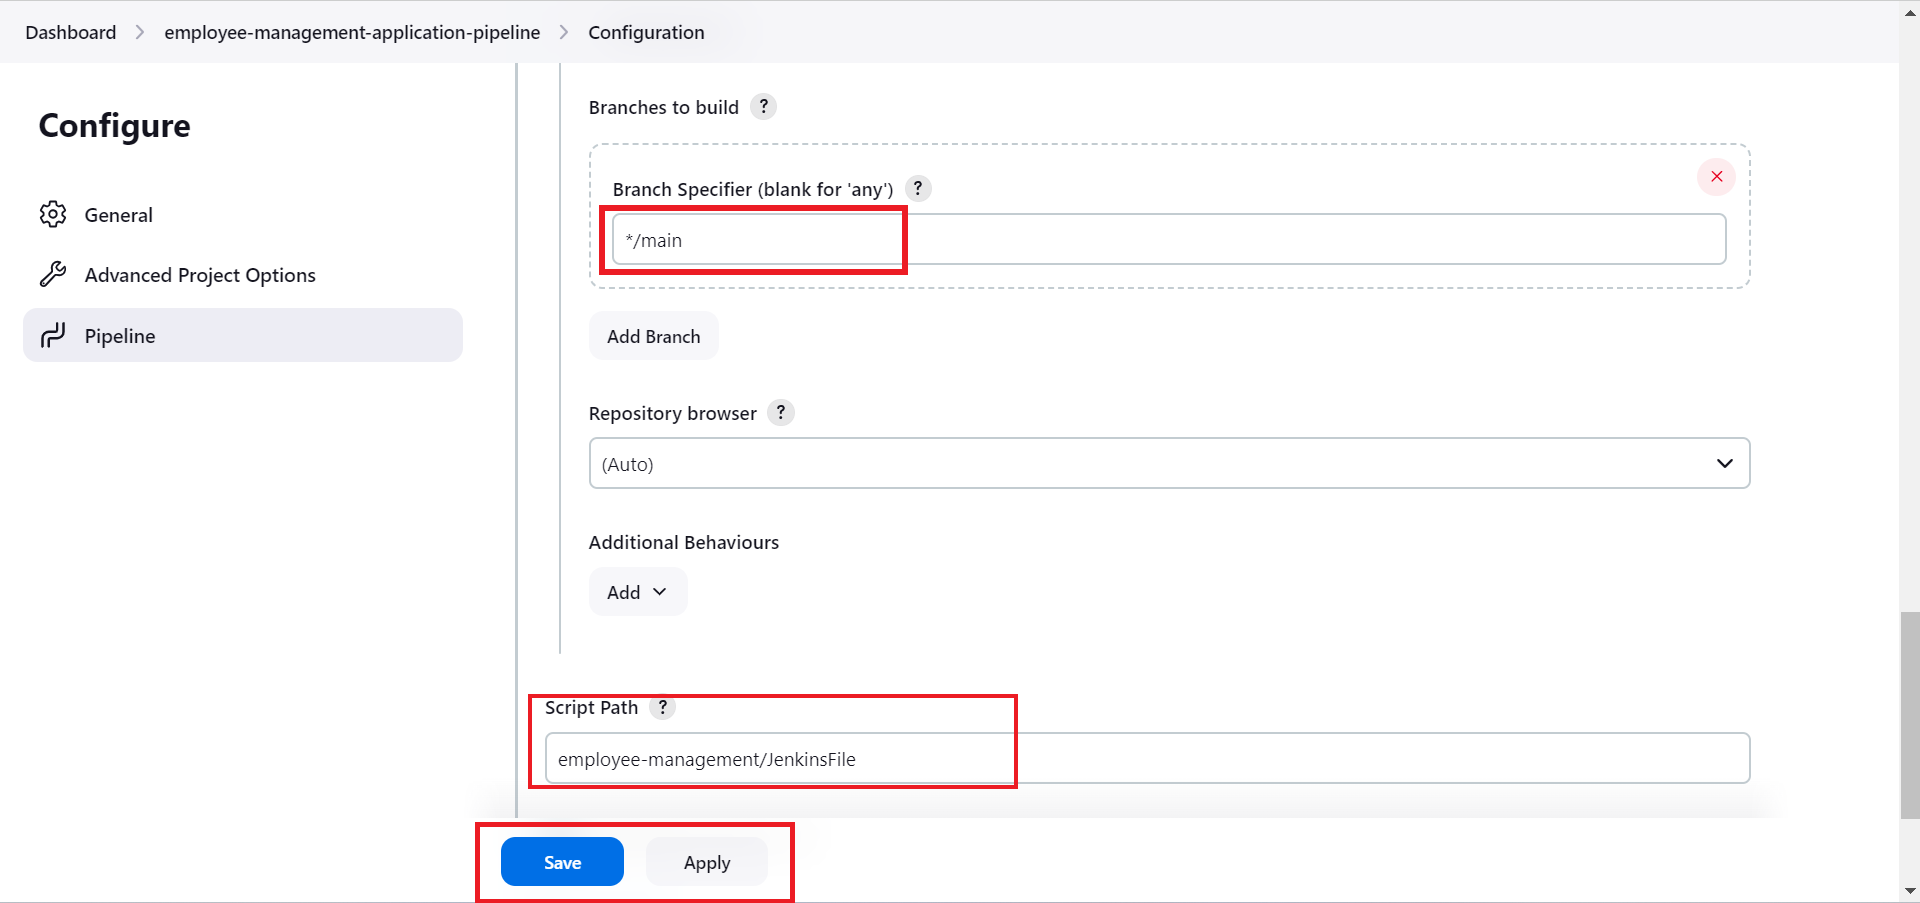 Dashboard > employee-management-application-pipeline > Configuration
Configure
General
Advanced Project Options
Pipeline
Branches to build ?
Branch Specifier (blank for 'any') ?
*/main
Add Branch
Repository browser ?
(Auto)
Additional Behaviours
Add
Script Path ?
employee-management/JenkinsFile
Save Apply